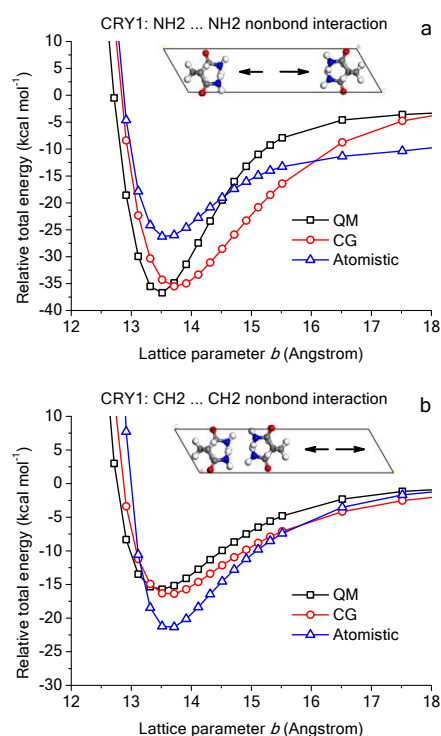 CRY1: NH2 ... NH2 nonbond interaction
a
Relative total energy (kcal mol-1)
10
5
0
-5
-10
-15
-20
-25
-30
-35
-40
QM
CG
Atomistic
12 13 14 15 16 17 18
Lattice parameter b (Angstrom)
CRY1: CH2 ... CH2 nonbond interaction
b
Relative total energy (kcal mol-1)
10
5
0
-5
-10
-15
-20
-25
-30
QM
CG
Atomistic
12 13 14 15 16 17 18
Lattice parameter b (Angstrom)